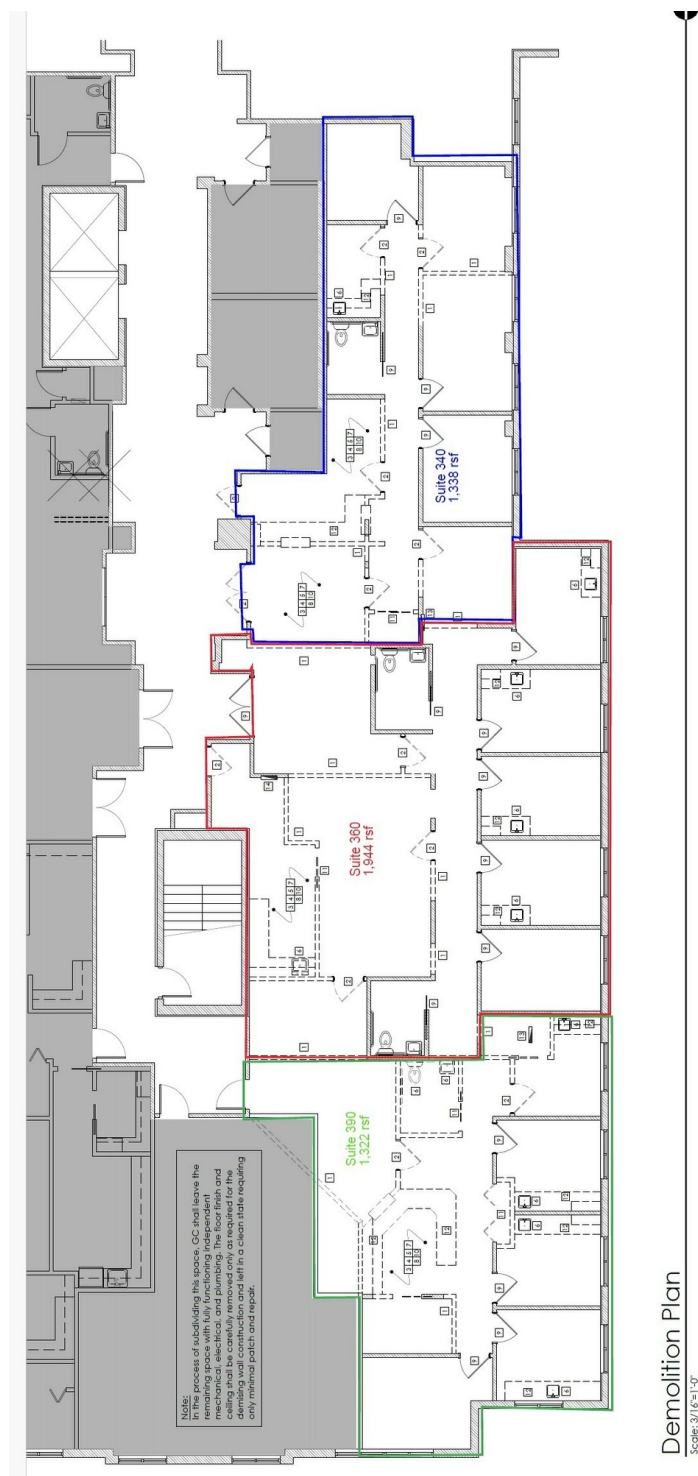 Note:
In the process of subdividing this space, GC shall leave the
remaining space with fully functioning independent
mechanical, electrical, and plumbing. The floor finish and
ceiling shall be carefully removed only as required for the
demising wall construction and left in a clean state requiring
only minimal patch and repair.
Suite 390
1,322 rsf
Suite 360
1,944 rsf
Suite 340
1,338 rsf
Demolition Plan
Scale: 3/16"=1'-0"